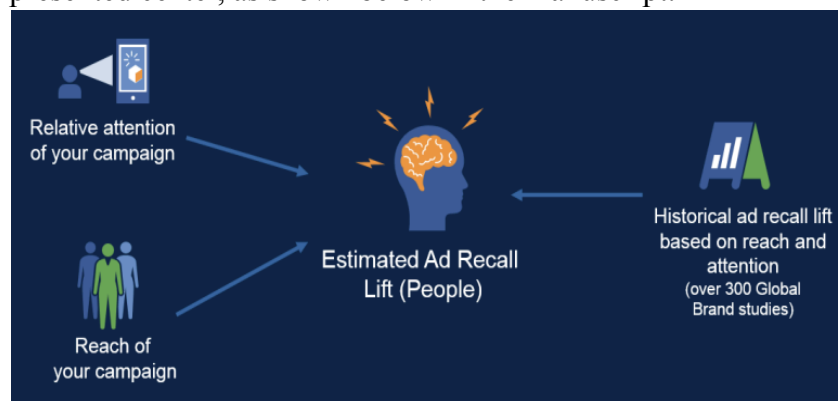 Relative attention
of your campaign
Reach of
your campaign
Estimated Ad Recall
Lift (People)
Historical ad recall lift
based on reach and
attention
(over 300 Global
Brand studies)